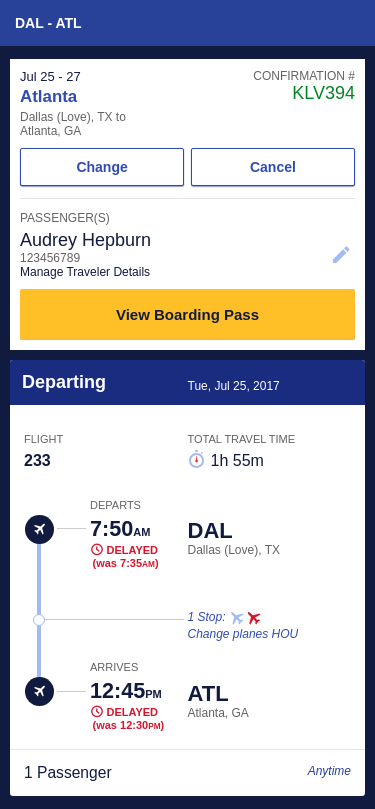 DAL - ATL
Jul 25 - 27
CONFIRMATION #
Atlanta
KLV394
Dallas (Love), TX to
Atlanta, GA
Change
Cancel
PASSENGER(S)
Audrey Hepburn
123456789
Manage Traveler Details
View Boarding Pass
Departing
Tue, Jul 25, 2017
FLIGHT
TOTAL TRAVEL TIME
233
1h 55m
DEPARTS
7:50AM
DAL
DELAYED
Dallas (Love), TX
(was 7:35AM)
1 Stop:
Change planes HOU
ARRIVES
12:45PM
ATL
DELAYED
Atlanta, GA
(was 12:30PM)
1 Passenger
Anytime